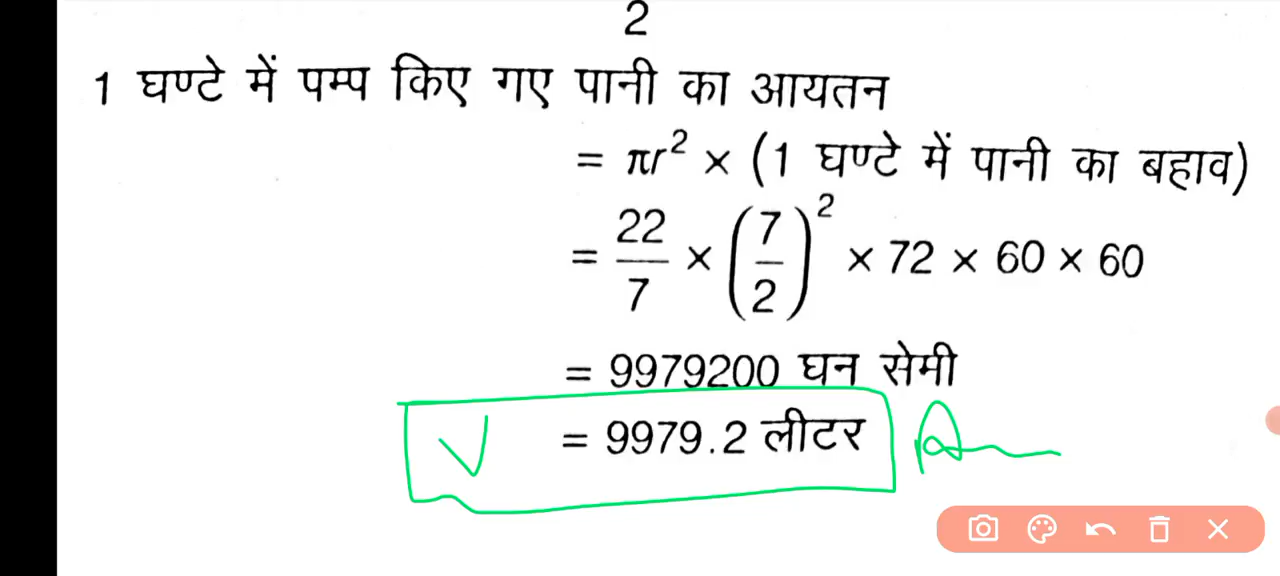 2
1 घण्टे में पम्प किए गए पानी का आयतन
= πr² × (1 घण्टे में पानी का बहाव)
= 22/7 × (7/2)² × 72 × 60 × 60
= 9979200 घन सेमी
= 9979.2 लीटर